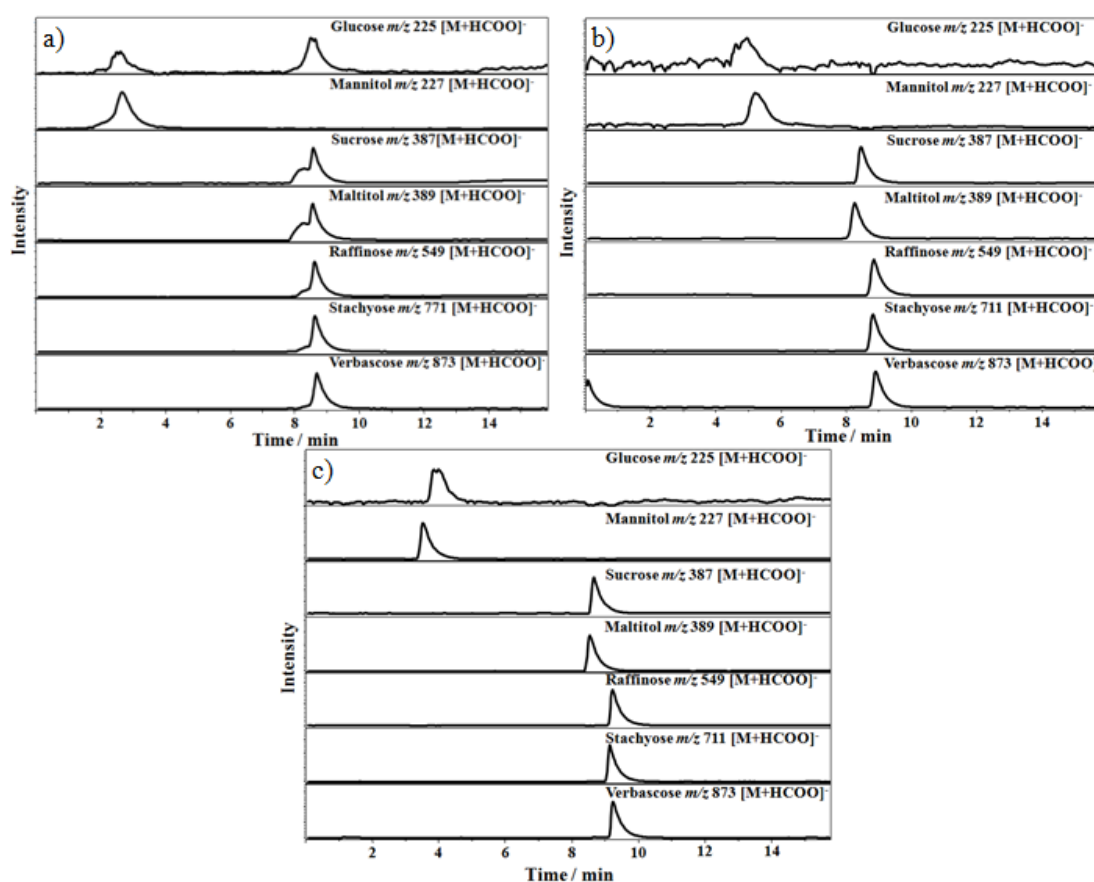 a)
Glucose m/z 225 [M+HCOO]-
Mannitol m/z 227 [M+HCOO]-
Sucrose m/z 387[M+HCOO]-
Maltitol m/z 389 [M+HCOO]-
Raffinose m/z 549 [M+HCOO]-
Stachyose m/z 771 [M+HCOO]-
Verbascose m/z 873 [M+HCOO]-
Intensity
2 4 6 8 10 12 14
Time / min
b)
Glucose m/z 225 [M+HCOO]-
Mannitol m/z 227 [M+HCOO]-
Sucrose m/z 387 [M+HCOO]-
Maltitol m/z 389 [M+HCOO]-
Raffinose m/z 549 [M+HCOO]-
Stachyose m/z 711 [M+HCOO]-
Verbascose m/z 873 [M+HCOO]
Intensity
2 4 6 8 10 12 14
Time / min
c)
Glucose m/z 225 [M+HCOO]-
Mannitol m/z 227 [M+HCOO]-
Sucrose m/z 387 [M+HCOO]-
Maltitol m/z 389 [M+HCOO]-
Raffinose m/z 549 [M+HCOO]-
Stachyose m/z 711 [M+HCOO]-
Verbascose m/z 873 [M+HCOO]-
Intensity
2 4 6 8 10 12 14
Time / min